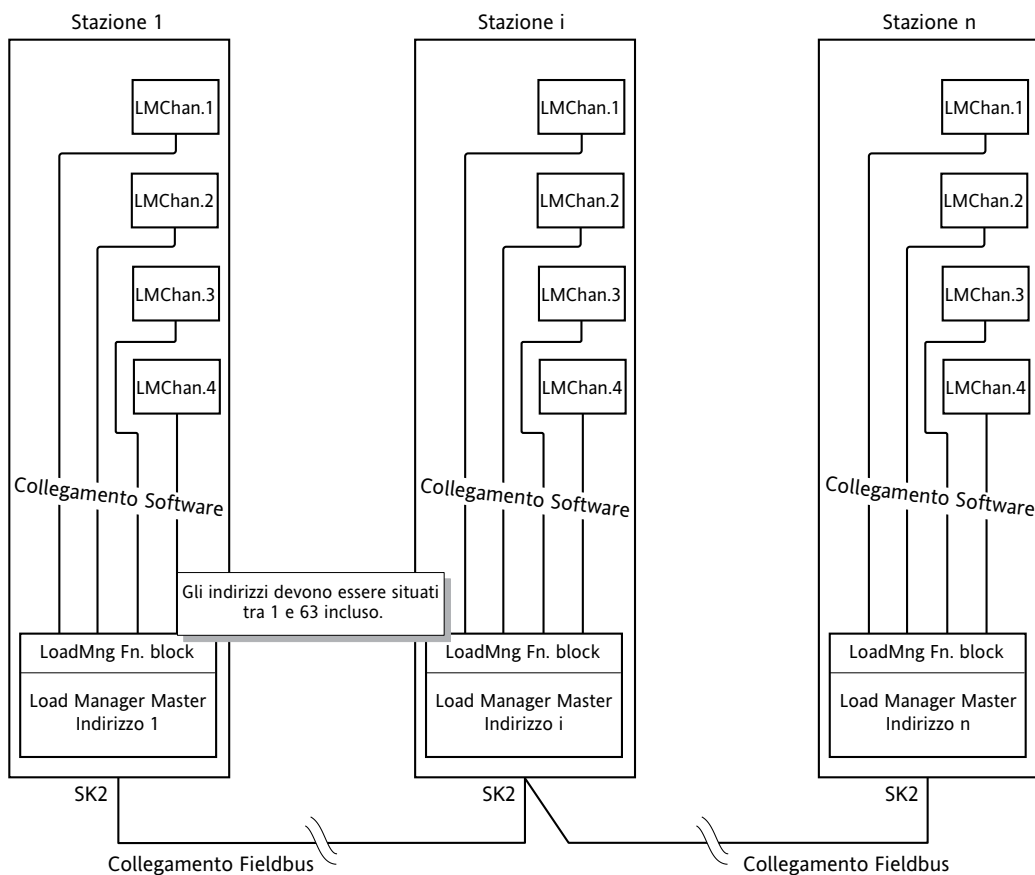 Stazione 1
LMChan.1
LMChan.2
LMChan.3
LMChan.4
Collegamento Software
LoadMng Fn. block
Load Manager Master
Indirizzo 1
SK2
Gli indirizzi devono essere situati
tra 1 e 63 incluso.
Stazione i
LMChan.1
LMChan.2
LMChan.3
LMChan.4
Collegamento Software
LoadMng Fn. block
Load Manager Master
Indirizzo i
SK2
Stazione n
LMChan.1
LMChan.2
LMChan.3
LMChan.4
Collegamento Software
LoadMng Fn. block
Load Manager Master
Indirizzo n
SK2
Collegamento Fieldbus
Collegamento Fieldbus